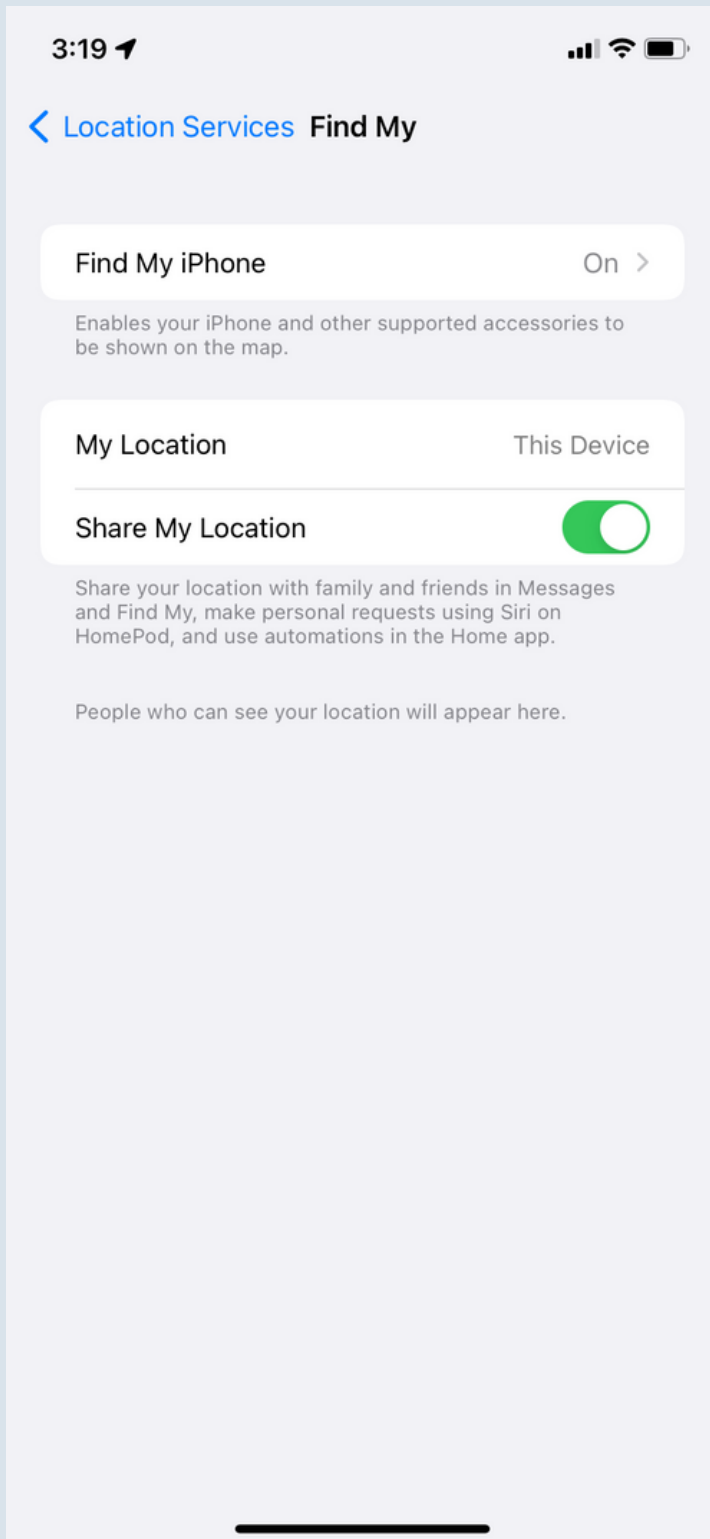 3:19
Location Services Find My
Find My iPhone On
Enables your iPhone and other supported accessories to
be shown on the map.
My Location This Device
Share My Location
Share your location with family and friends in Messages
and Find My, make personal requests using Siri on
HomePod, and use automations in the Home app.
People who can see your location will appear here.